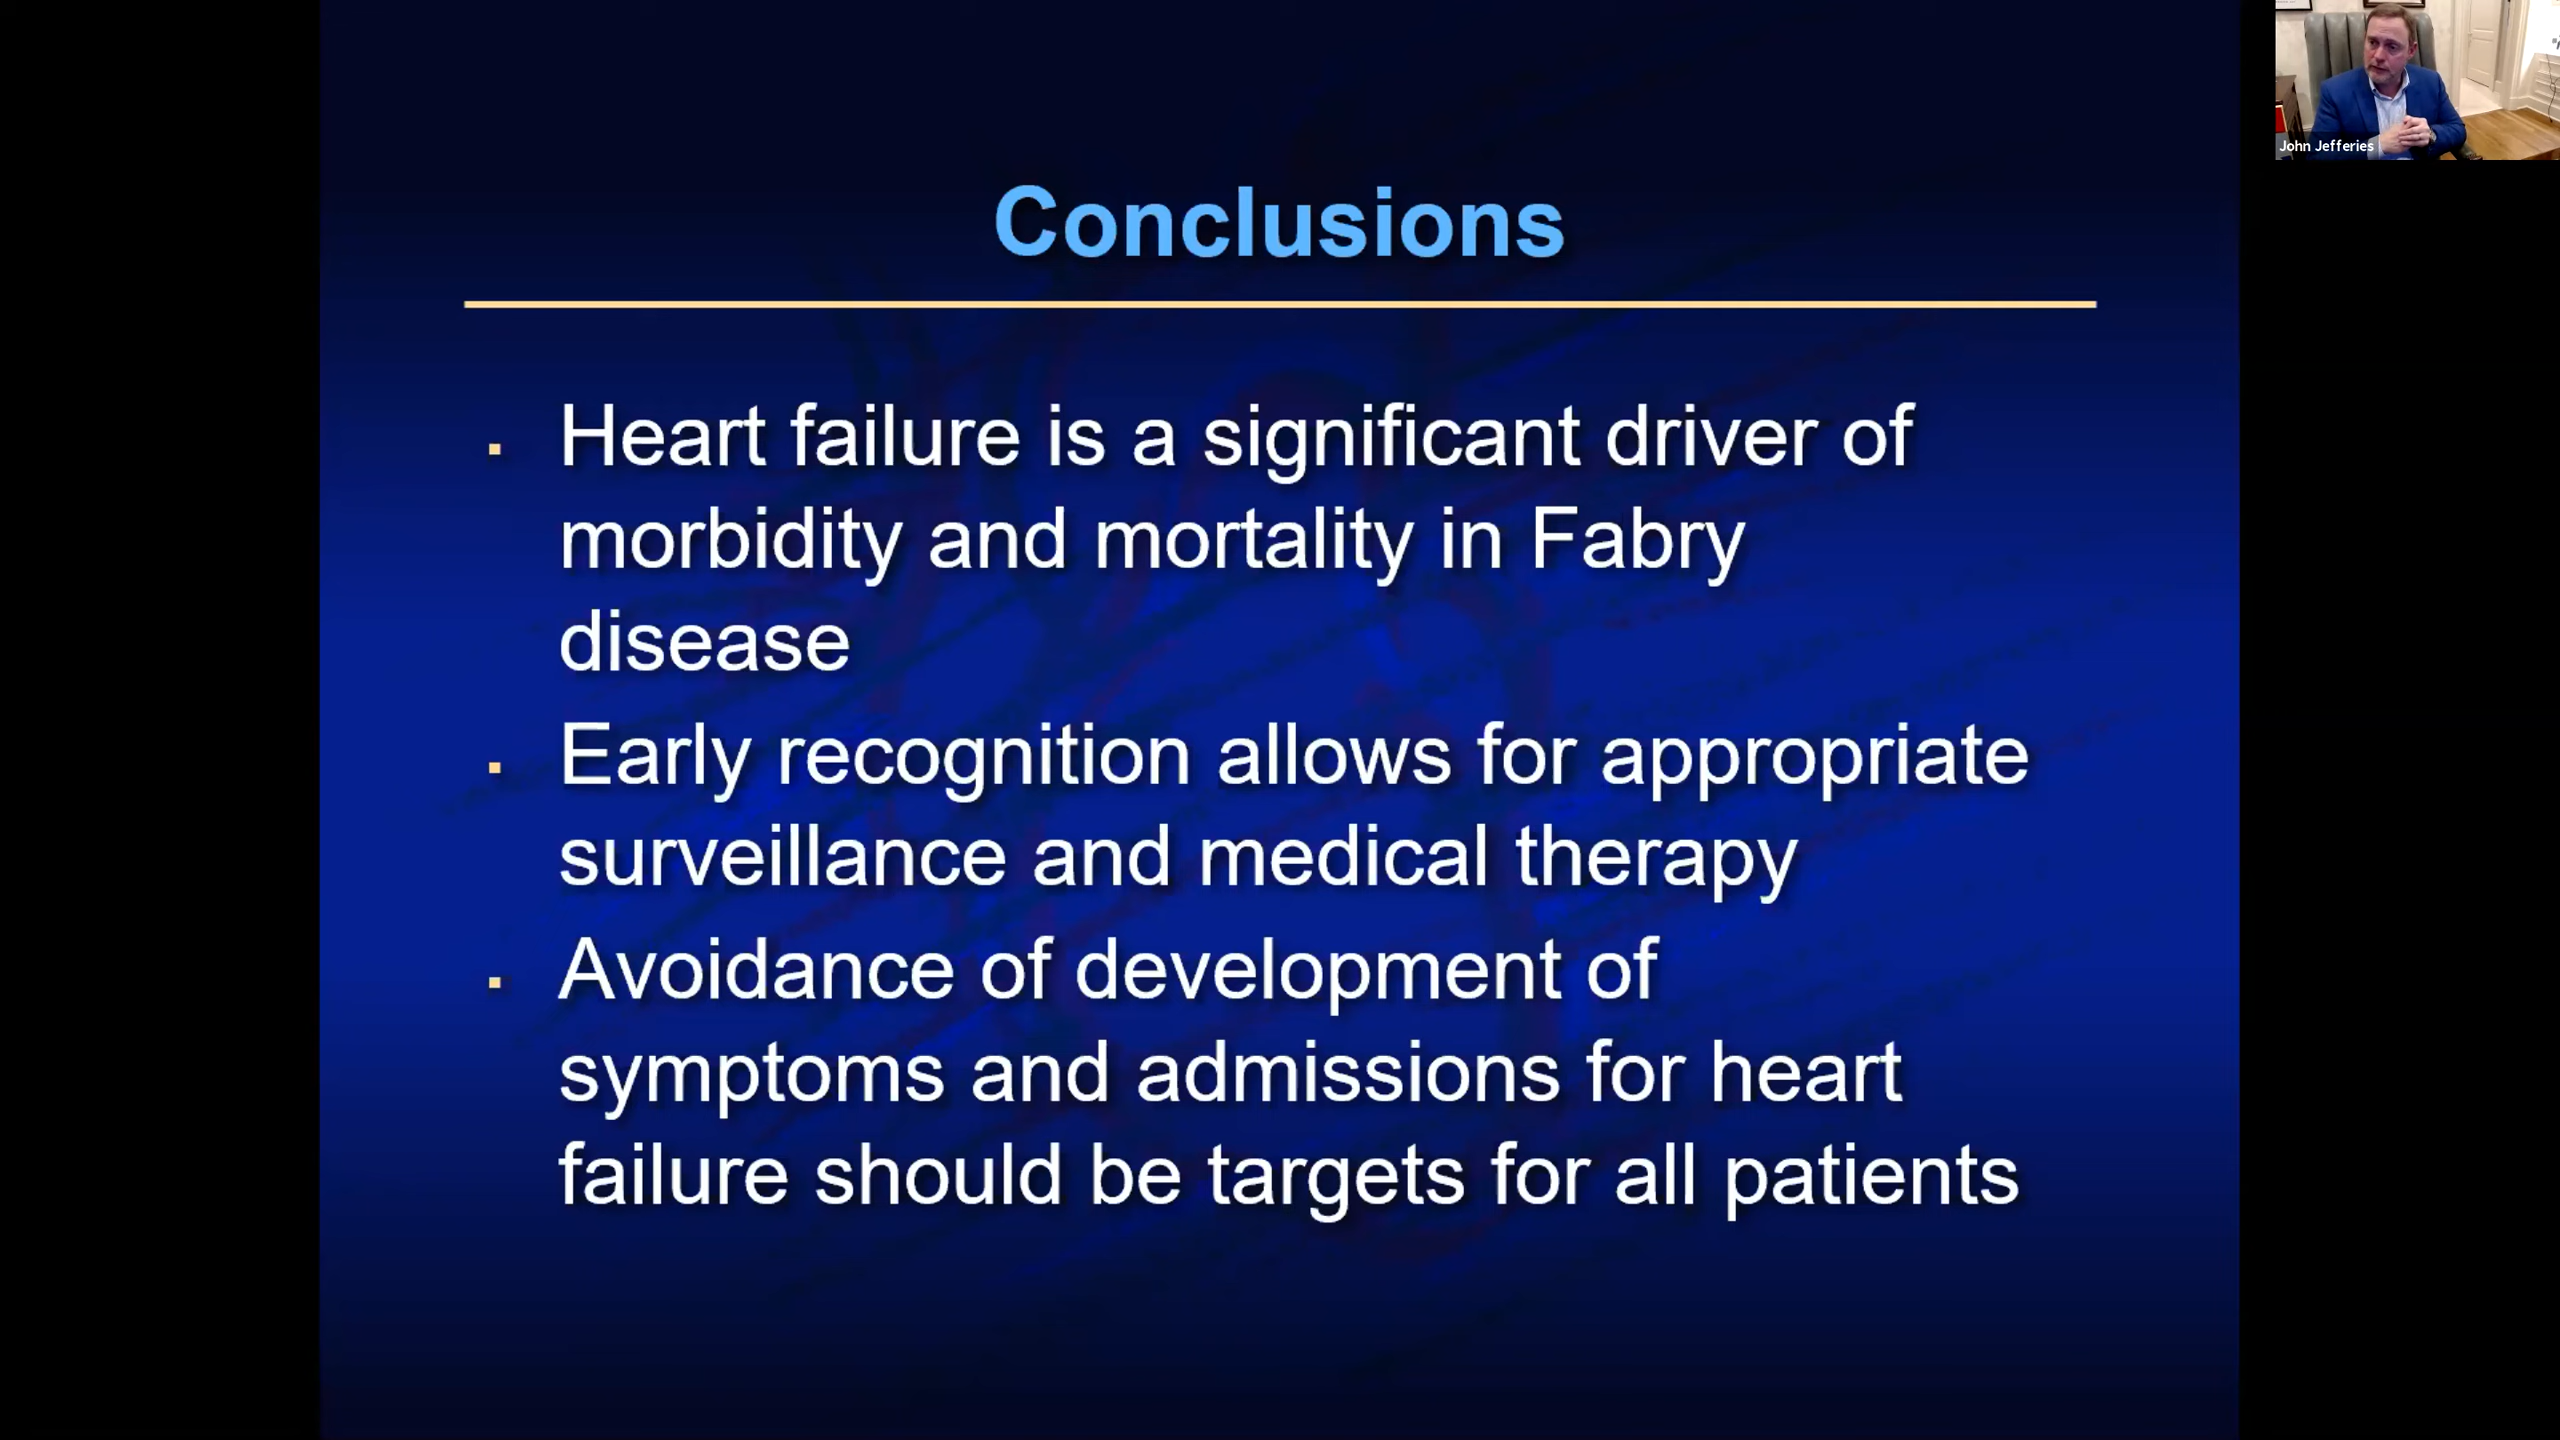 John Jefferies
Conclusions
▪ Heart failure is a significant driver of
morbidity and mortality in Fabry
disease
▪ Early recognition allows for appropriate
surveillance and medical therapy
▪ Avoidance of development of
symptoms and admissions for heart
failure should be targets for all patients